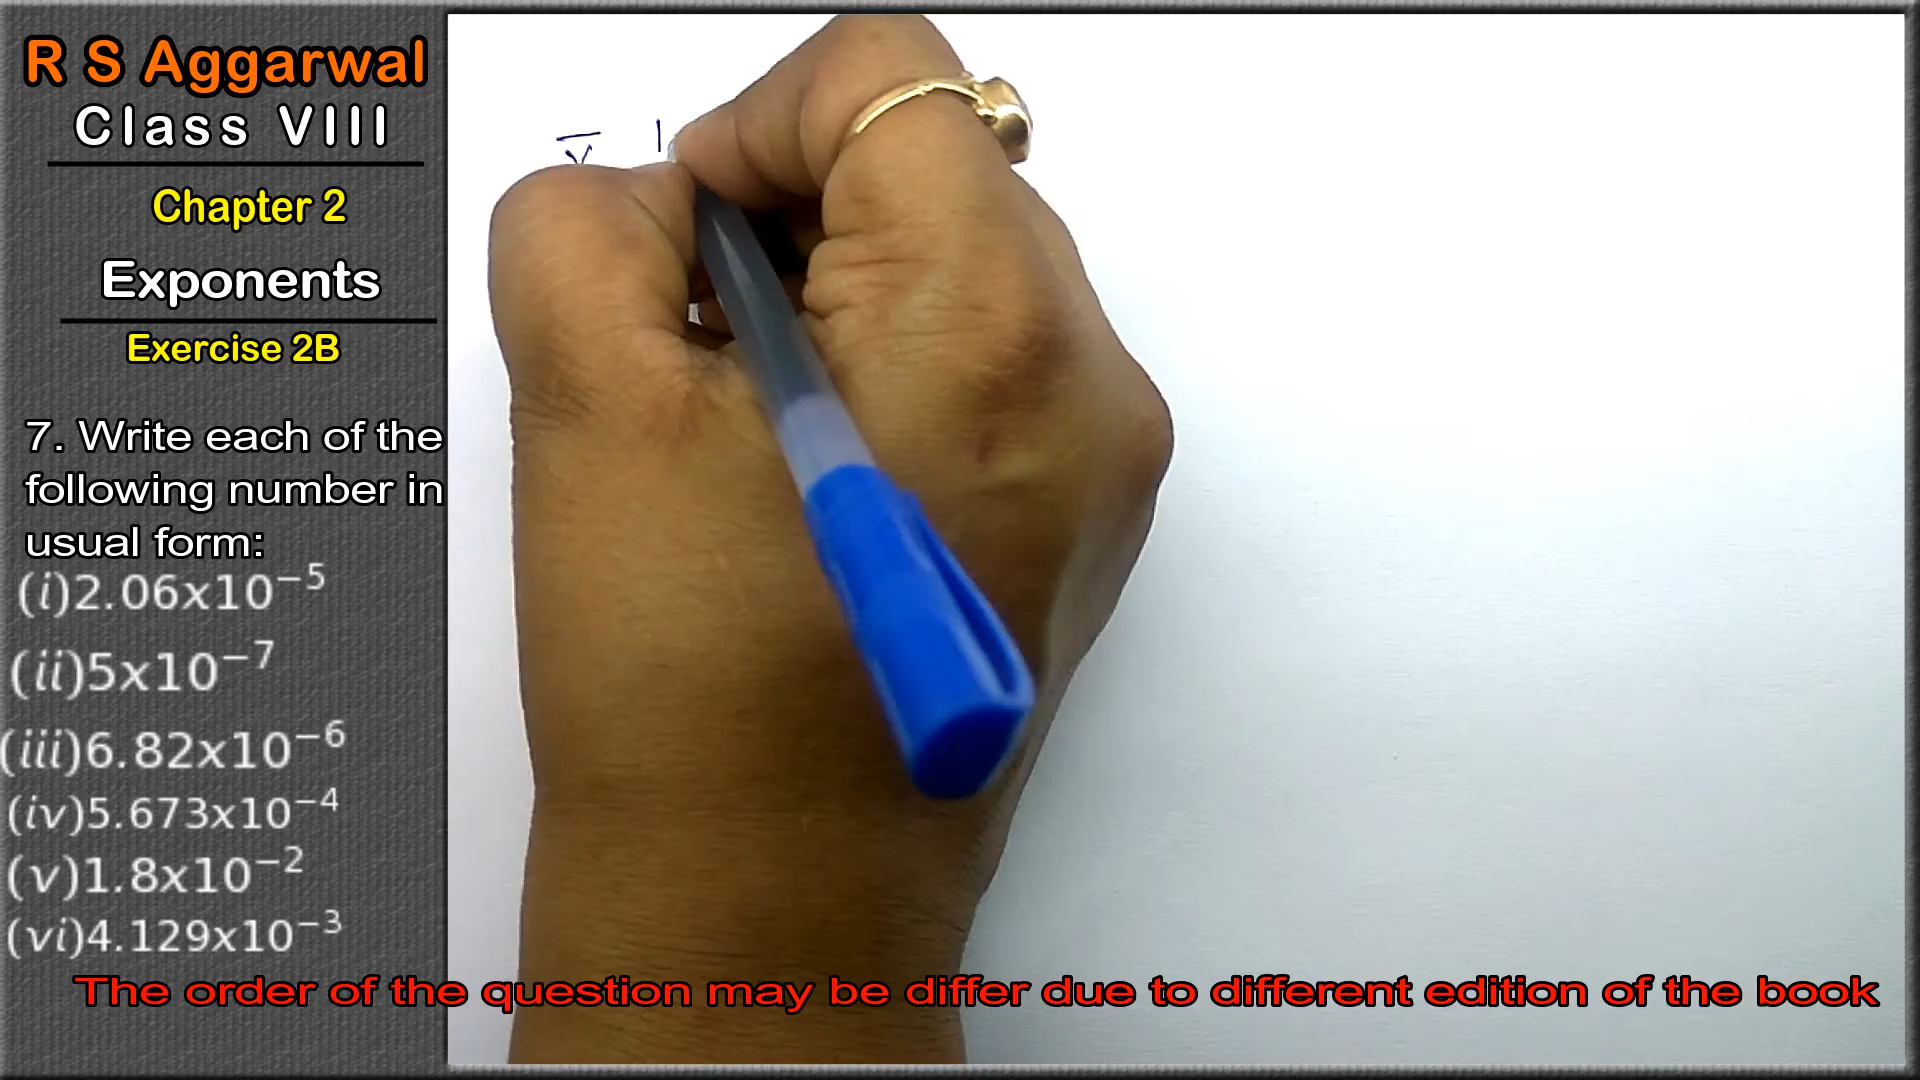 R S Aggarwal
Class VIII
Chapter 2
Exponents
Exercise 2B
7. Write each of the
following number in
usual form:
(i)2.06x10⁻⁵
(ii)5x10⁻⁷
(iii)6.82x10⁻⁶
(iv)5.673x10⁻⁴
(v)1.8x10⁻²
(vi)4.129x10⁻³
v 1
The order of the question may be differ due to different edition of the book